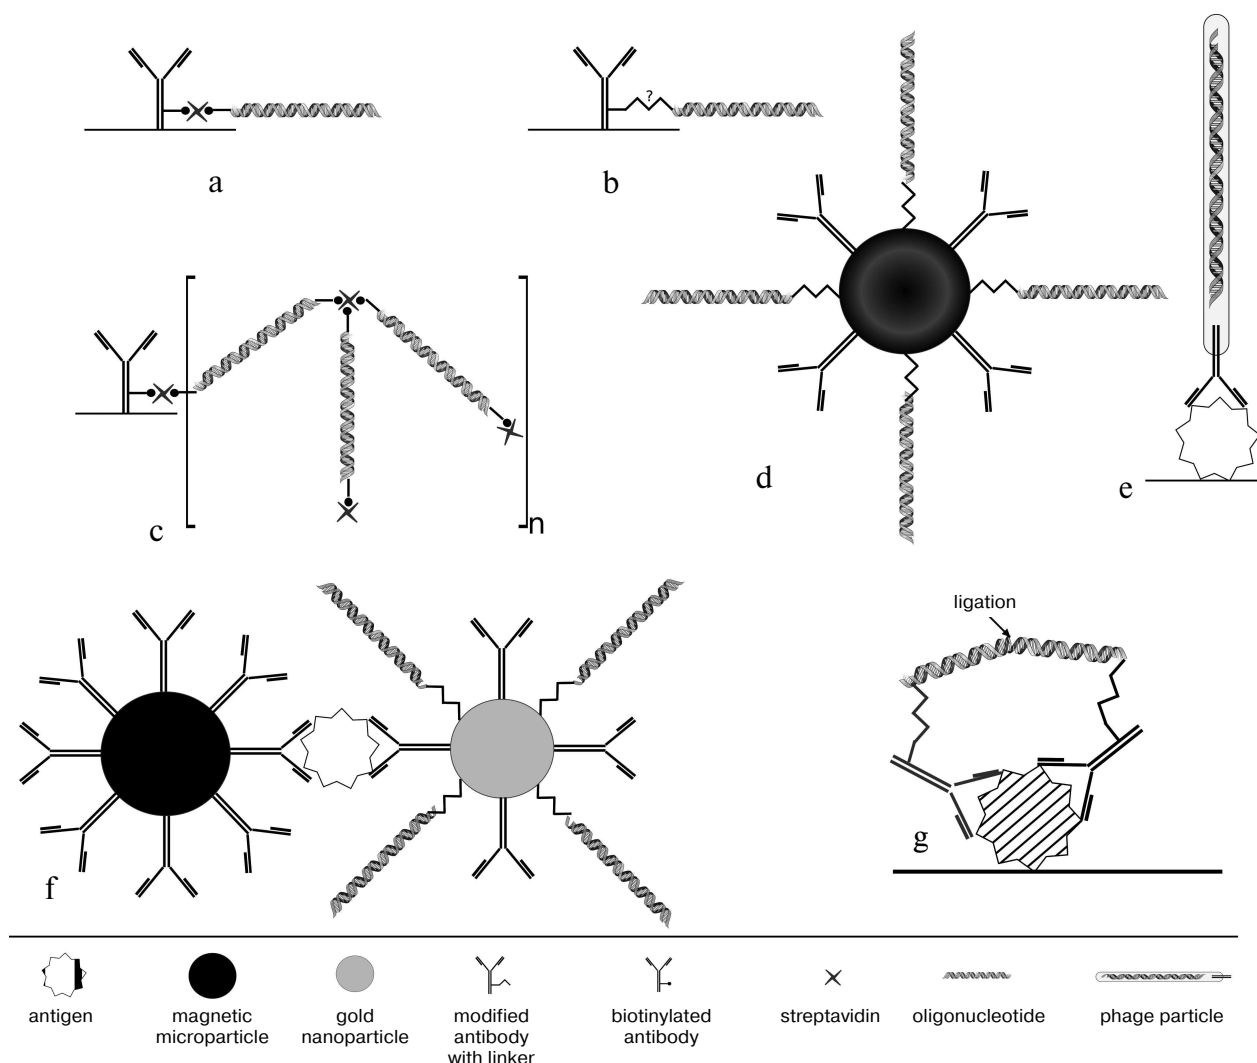 a
b
?
c
n
d
e
f
ligation
g
antigen
magnetic
microparticle
gold
nanoparticle
modified
antibody
with linker
biotinylated
antibody
streptavidin
oligonucleotide
phage particle